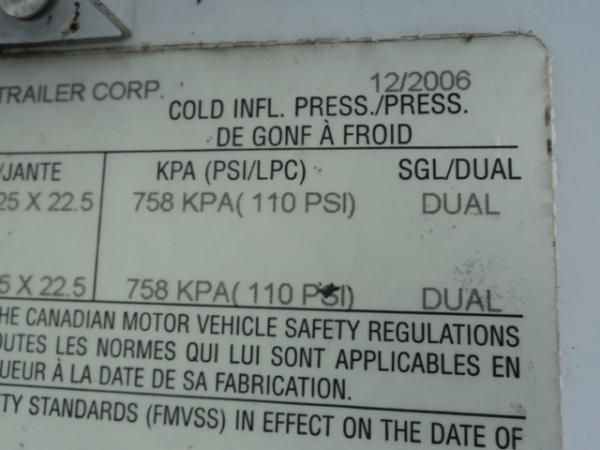 TRAILER CORP. 12/2006
COLD INFL. PRESS./PRESS.
DE GONF À FROID
/JANTE KPA (PSI/LPC) SGL/DUAL
25 X 22.5 758 KPA( 110 PSI) DUAL
5 X 22.5 758 KPA( 110 PSI) DUAL
HE CANADIAN MOTOR VEHICLE SAFETY REGULATIONS
OUTES LES NORMES QUI LUI SONT APPLICABLES EN
UEUR À LA DATE DE SA FABRICATION.
TY STANDARDS (FMVSS) IN EFFECT ON THE DATE OF